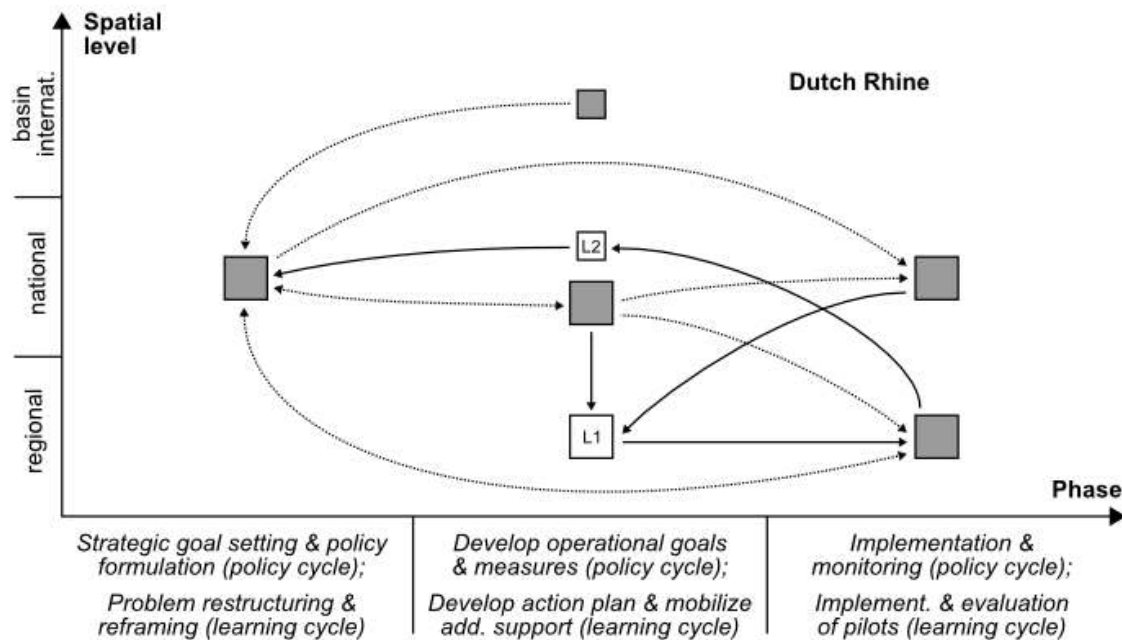 Spatial
level
Dutch Rhine
basin
internat.
national
regional
L2
L1
Phase
Strategic goal setting & policy
formulation (policy cycle);
Problem restructuring &
reframing (learning cycle)
Develop operational goals
& measures (policy cycle);
Develop action plan & mobilize
add. support (learning cycle)
Implementation &
monitoring (policy cycle);
Implement. & evaluation
of pilots (learning cycle)